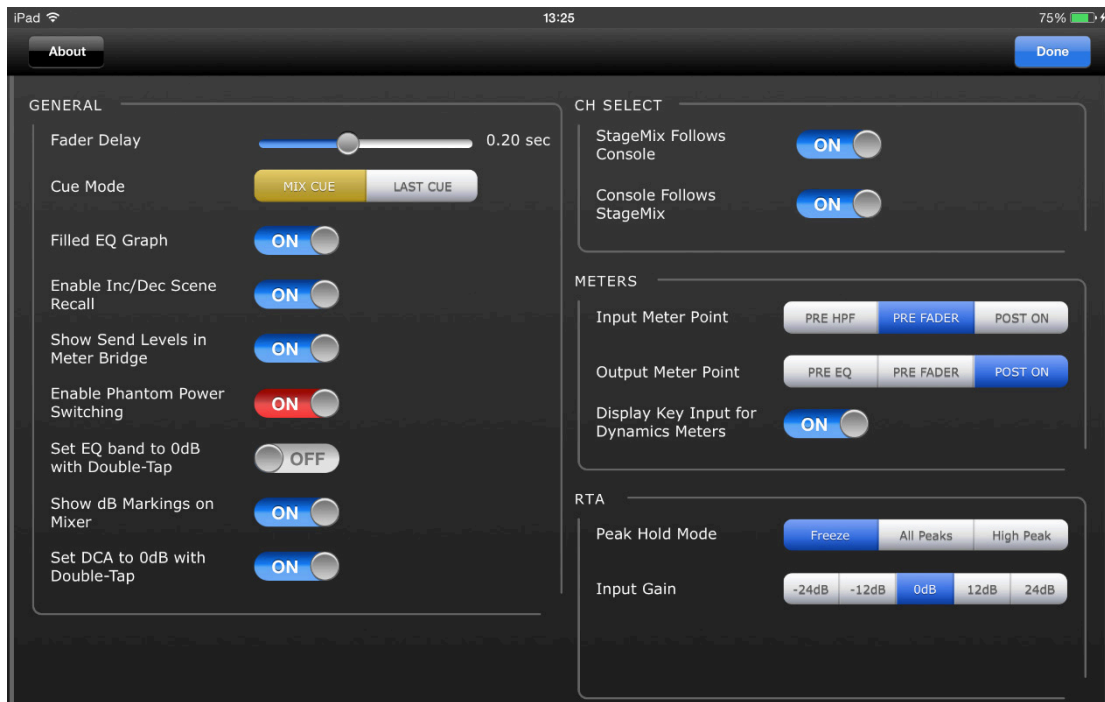 iPad 13:25 75%
About Done
GENERAL
Fader Delay 0.20 sec
Cue Mode MIX CUE LAST CUE
Filled EQ Graph ON
Enable Inc/Dec Scene
Recall ON
Show Send Levels in
Meter Bridge ON
Enable Phantom Power
Switching ON
Set EQ band to 0dB
with Double-Tap OFF
Show dB Markings on
Mixer ON
Set DCA to 0dB with
Double-Tap ON
CH SELECT
StageMix Follows
Console ON
Console Follows
StageMix ON
METERS
Input Meter Point PRE HPF PRE FADER POST ON
Output Meter Point PRE EQ PRE FADER POST ON
Display Key Input for
Dynamics Meters ON
RTA
Peak Hold Mode Freeze All Peaks High Peak
Input Gain -24dB -12dB 0dB 12dB 24dB